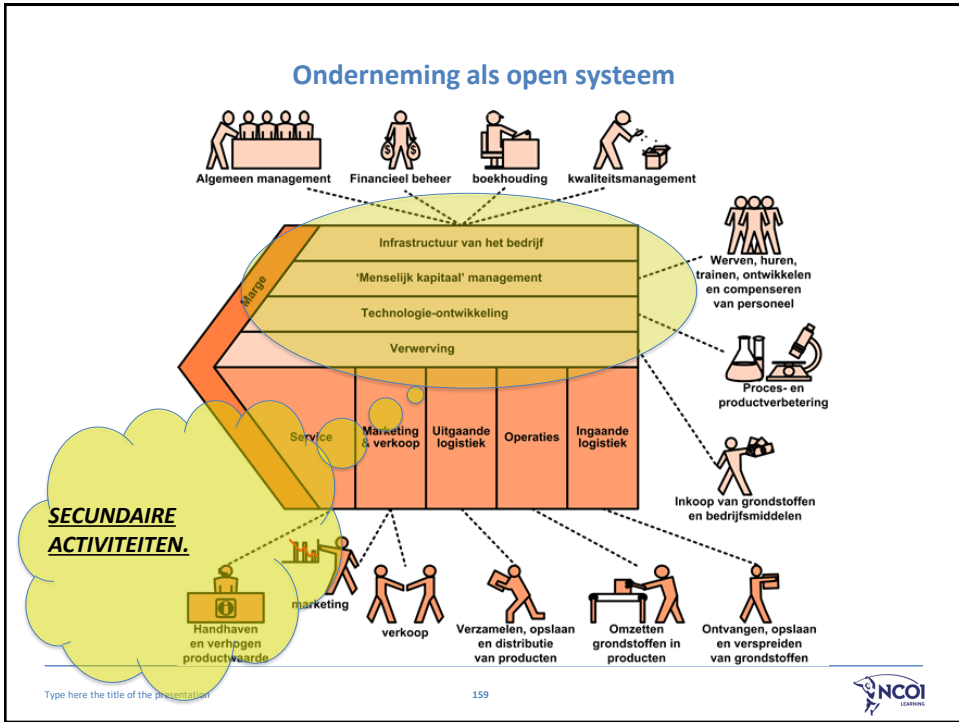 Onderneming als open systeem
Algemeen management
Financieel beheer
boekhouding
kwaliteitsmanagement
Infrastructuur van het bedrijf
'Menselijk kapitaal' management
Technologie-ontwikkeling
Verwerving
Marge
Werven, huren,
trainen, ontwikkelen
en compenseren
van personeel
Proces- en
productverbetering
Inkoop van grondstoffen
en bedrijfsmiddelen
Service
Marketing
& verkoop
Uitgaande
logistiek
Operaties
Ingaande
logistiek
SECUNDAIRE
ACTIVITEITEN.
Handhaven
en verhogen
productwaarde
marketing
verkoop
Verzamelen, opslaan
en distributie
van producten
Omzetten
grondstoffen in
producten
Ontvangen, opslaan
en verspreiden
van grondstoffen
Type here the title of the presentation
159
NCOI
LEARNING